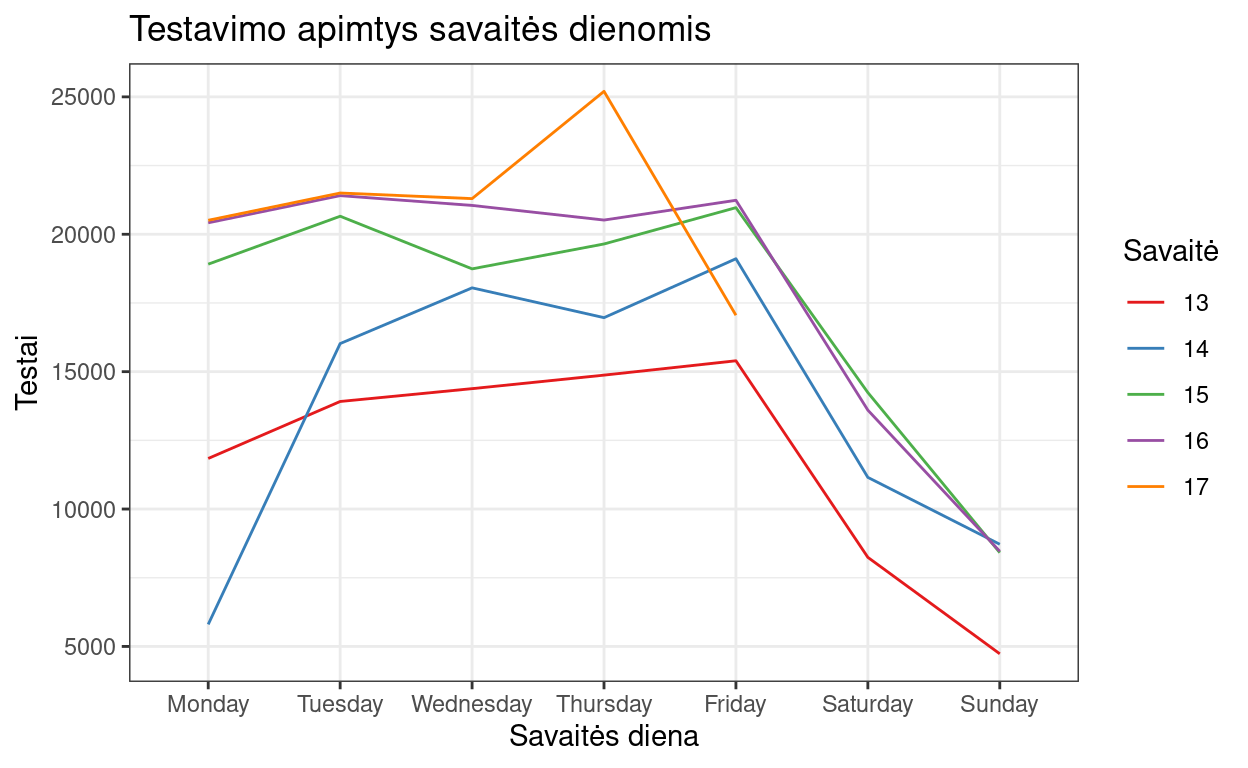 Testavimo apimtys savaitės dienomis
25000
20000
15000
10000
5000
Testai
Monday Tuesday Wednesday Thursday Friday Saturday Sunday
Savaitės diena
Savaitė
13
14
15
16
17